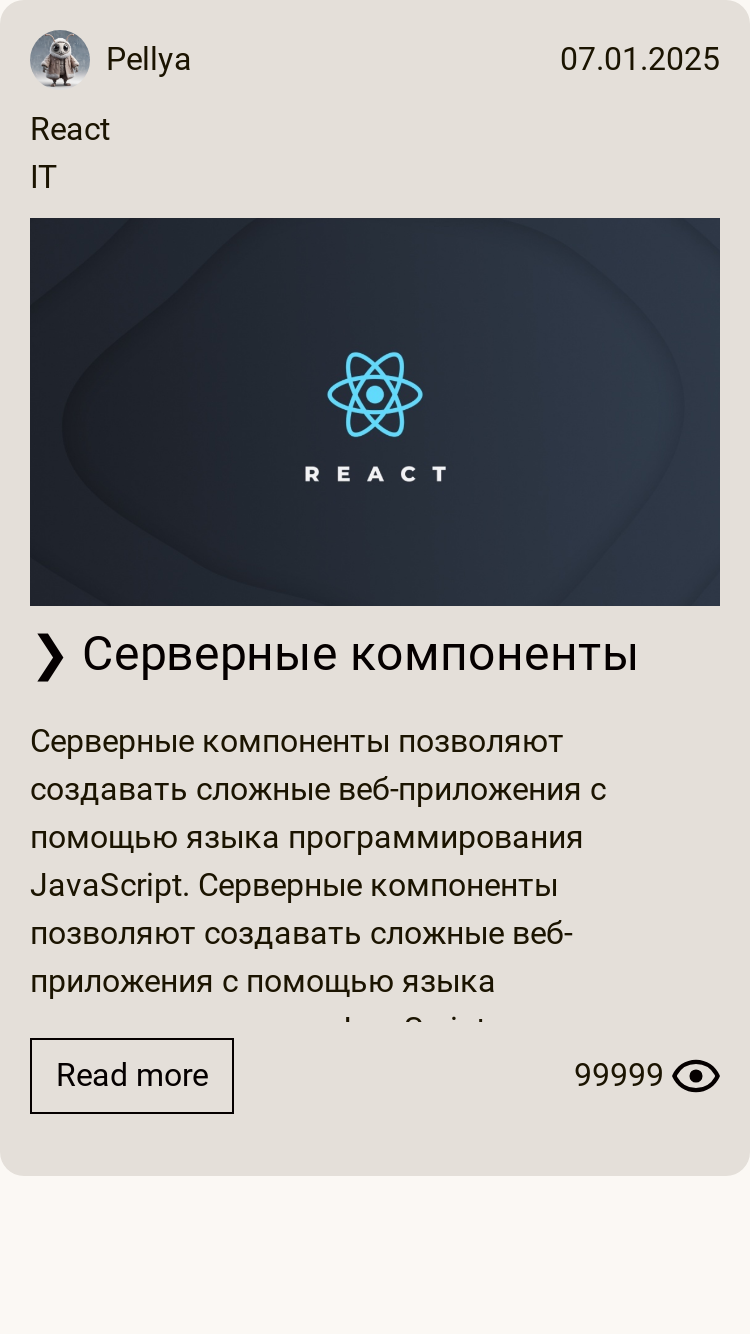 Pellya
07.01.2025
React
IT
REACT
❯ Серверные компоненты
Серверные компоненты позволяют
создавать сложные веб-приложения с
помощью языка программирования
JavaScript. Серверные компоненты
позволяют создавать сложные веб-
приложения с помощью языка
Read more
99999